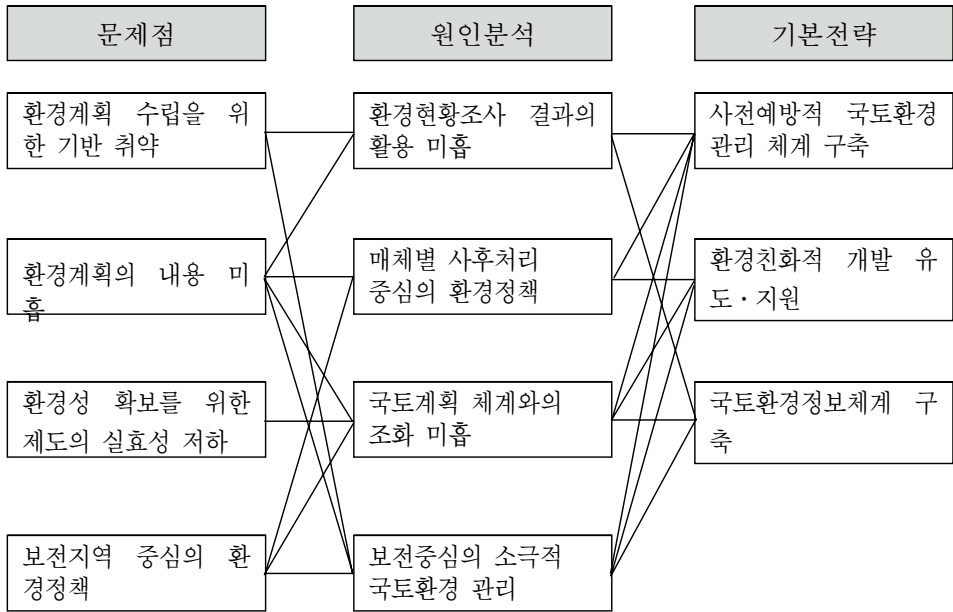 문제점
원인분석
기본전략
환경계획 수립을 위
한 기반 취약
환경현황조사 결과의
활용 미흡
사전예방적 국토환경
관리 체계 구축
환경계획의 내용 미
흡
매체별 사후처리
중심의 환경정책
환경친화적 개발 유
도·지원
환경성 확보를 위한
제도의 실효성 저하
국토계획 체계와의
조화 미흡
국토환경정보체계 구
축
보전지역 중심의 환
경정책
보전중심의 소극적
국토환경 관리